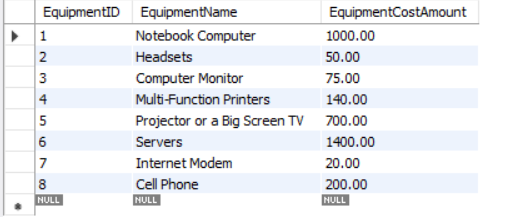 EquipmentID EquipmentName EquipmentCostAmount
1 Notebook Computer 1000.00
2 Headsets 50.00
3 Computer Monitor 75.00
4 Multi-Function Printers 140.00
5 Projector or a Big Screen TV 700.00
6 Servers 1400.00
7 Internet Modem 20.00
8 Cell Phone 200.00
NULL NULL NULL